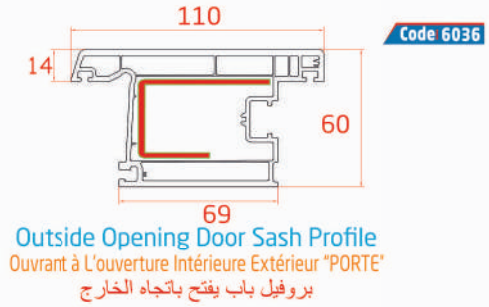 110
Code 6036
14
60
69
Outside Opening Door Sash Profile
Ouvrant à L'ouverture Intérieure Extérieur "PORTE"
بروفيل باب يفتح باتجاه الخارج